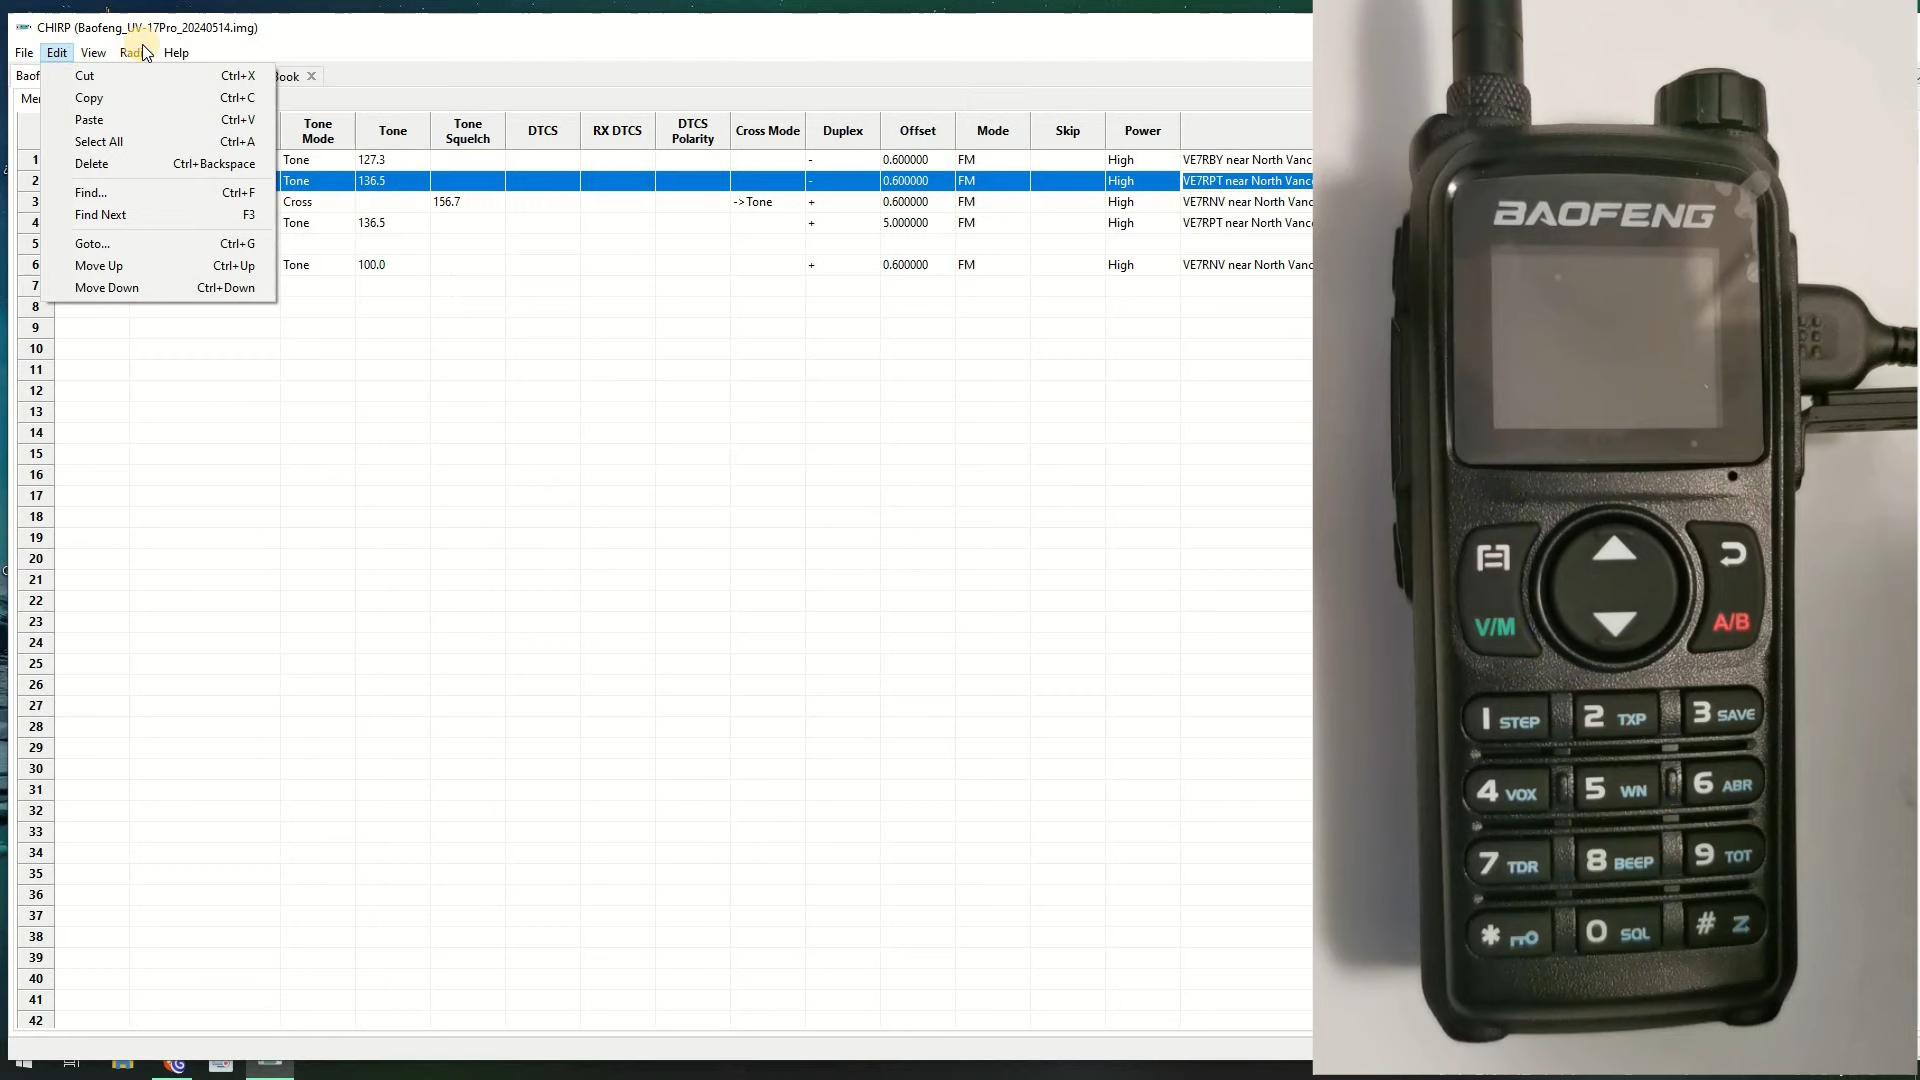 CHIRP (Baofeng_UV-17Pro_20240514.img)
File Edit View Radio Help
Baof Book
Mer
Cut Ctrl+X
Copy Ctrl+C
Paste Ctrl+V
Select All Ctrl+A
Delete Ctrl+Backspace
Find... Ctrl+F
Find Next F3
Goto... Ctrl+G
Move Up Ctrl+Up
Move Down Ctrl+Down
Tone Mode Tone Tone Squelch DTCS RX DTCS DTCS Polarity Cross Mode Duplex Offset Mode Skip Power
1 Tone 127.3 - 0.600000 FM High VE7RBY near North Vanc
2 Tone 136.5 - 0.600000 FM High VE7RPT near North Vanc
3 Cross 156.7 ->Tone + 0.600000 FM High VE7RNV near North Vanc
4 Tone 136.5 + 5.000000 FM High VE7RPT near North Vanc
5
6 Tone 100.0 + 0.600000 FM High VE7RNV near North Vanc
7
8
9
10
11
12
13
14
15
16
17
18
19
20
21
22
23
24
25
26
27
28
29
30
31
32
33
34
35
36
37
38
39
40
41
42
BAOFENG
V/M A/B
1 STEP 2 TXP 3 SAVE
4 VOX 5 WN 6 ABR
7 TDR 8 BEEP 9 TOT
* 0 SQL # Z